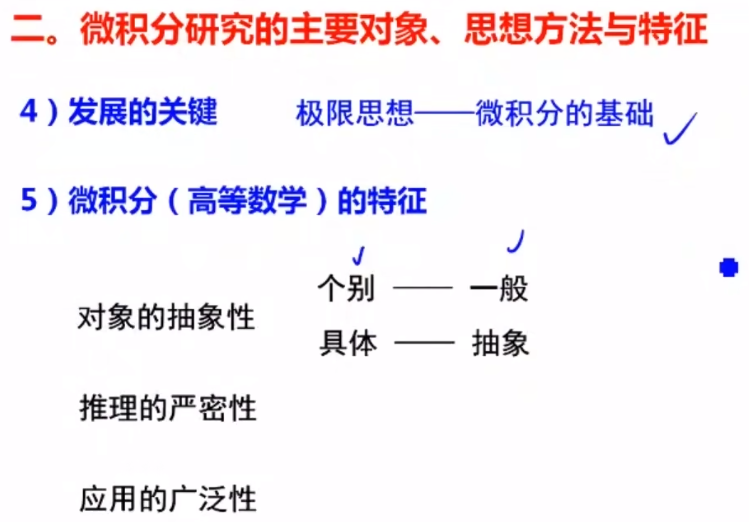 二。微积分研究的主要对象、思想方法与特征
4）发展的关键 极限思想——微积分的基础
5）微积分（高等数学）的特征
个别 —— 一般
对象的抽象性
具体 —— 抽象
推理的严密性
应用的广泛性